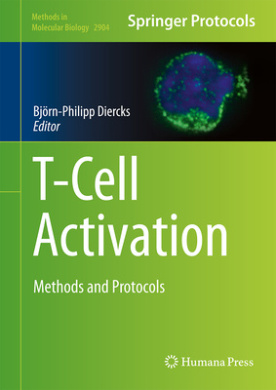 Methods in
Molecular Biology 2904
Springer Protocols
Björn-Philipp Diercks
Editor
T-Cell
Activation
Methods and Protocols
Humana Press